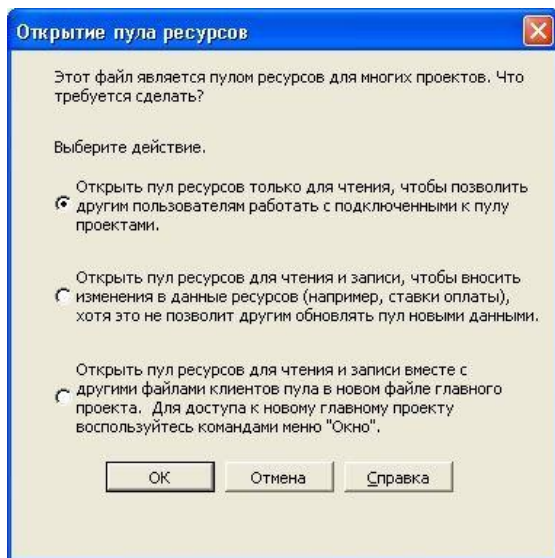 Открытие пула ресурсов
Этот файл является пулом ресурсов для многих проектов. Что
требуется сделать?
Выберите действие.
Открыть пул ресурсов только для чтения, чтобы позволить
другим пользователям работать с подключенными к пулу
проектами.
Открыть пул ресурсов для чтения и записи, чтобы вносить
изменения в данные ресурсов (например, ставки оплаты),
хотя это не позволит другим обновлять пул новыми данными.
Открыть пул ресурсов для чтения и записи вместе с
другими файлами клиентов пула в новом файле главного
проекта. Для доступа к новому главному проекту
воспользуйтесь командами меню "Окно".
ОК Отмена Справка